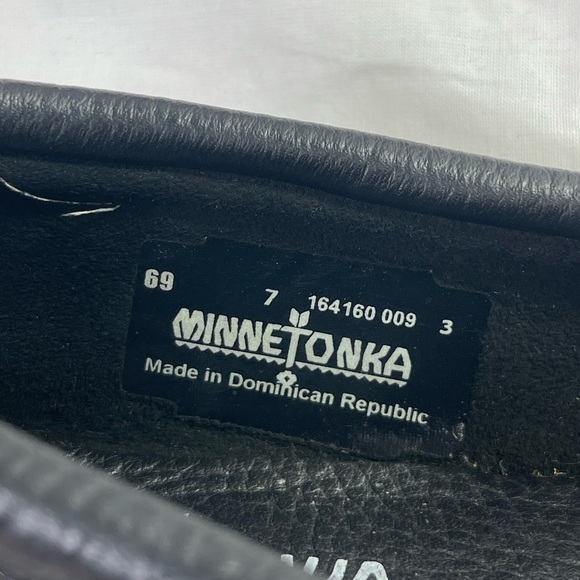 69 7 164160 009 3
MINNETONKA
Made in Dominican Republic